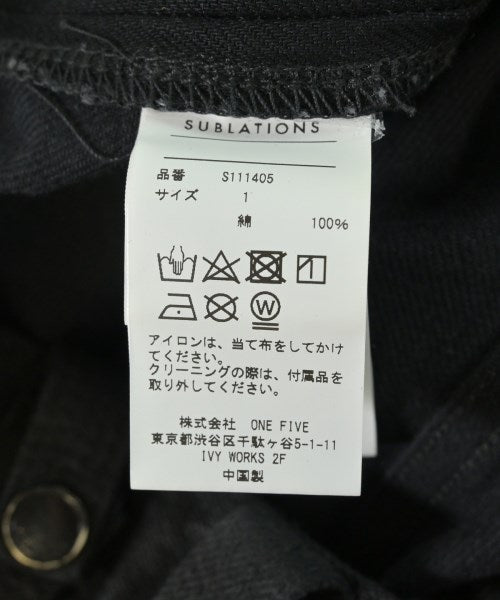 SUBLATIONS
品番 S111405
サイズ 1
綿 100%
W
アイロンは、当て布をしてかけ
てください。
クリーニングの際は、付属品を
取り外してください。
株式会社 ONE FIVE
東京都渋谷区千駄ヶ谷5-1-11
IVY WORKS 2F
中国製